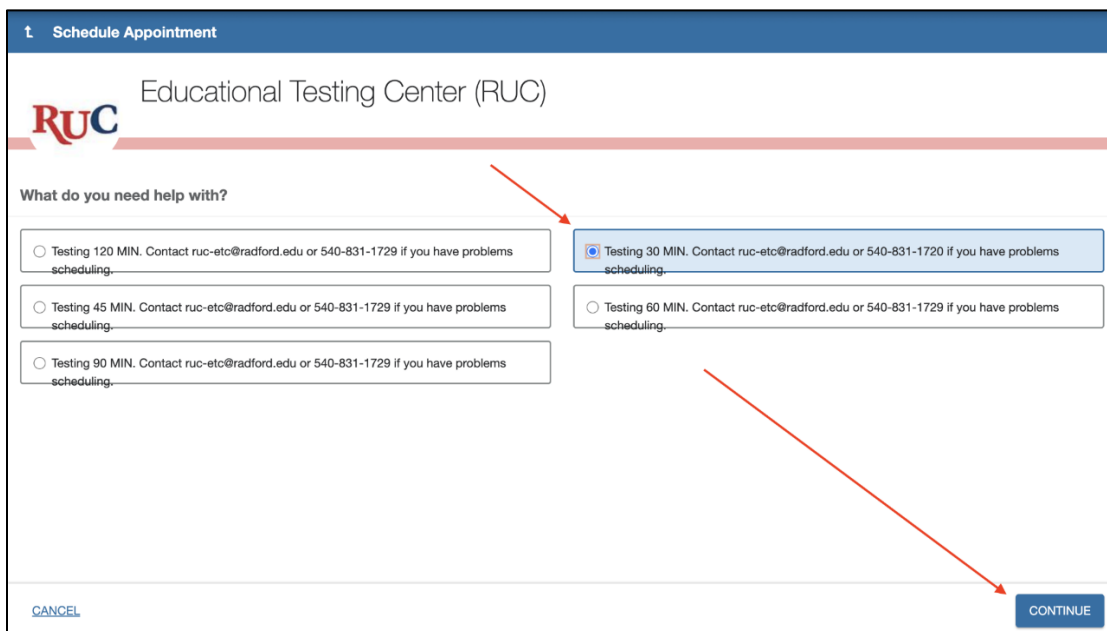 Schedule Appointment
Educational Testing Center (RUC)
RUC
What do you need help with?
Testing 120 MIN. Contact ruc-etc@radford.edu or 540-831-1729 if you have problems
scheduling.
Testing 30 MIN. Contact ruc-etc@radford.edu or 540-831-1720 if you have problems
scheduling.
Testing 45 MIN. Contact ruc-etc@radford.edu or 540-831-1729 if you have problems
scheduling.
Testing 60 MIN. Contact ruc-etc@radford.edu or 540-831-1729 if you have problems
scheduling.
Testing 90 MIN. Contact ruc-etc@radford.edu or 540-831-1729 if you have problems
scheduling.
CANCEL
CONTINUE